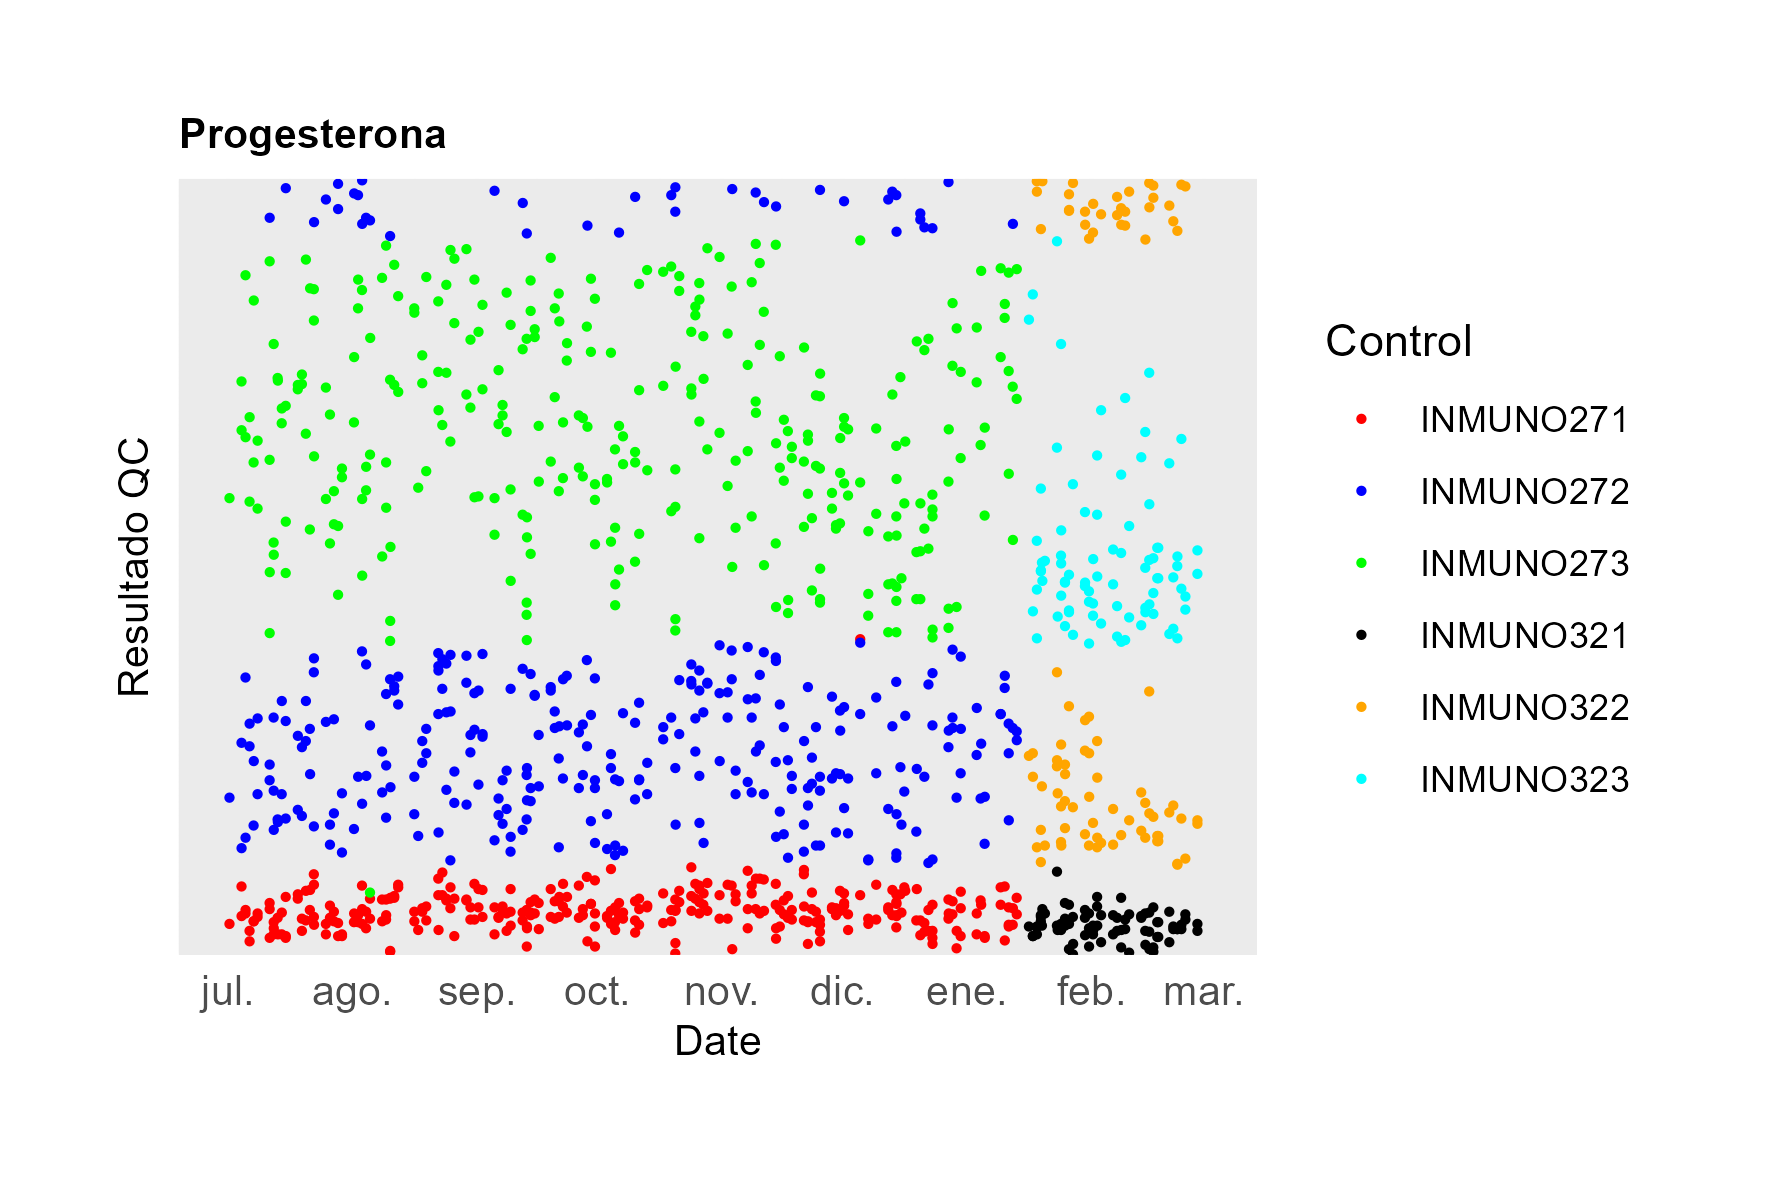 Progesterona
Resultado QC
jul. ago. sep. oct. nov. dic. ene. feb. mar.
Date
Control
INMUNO271
INMUNO272
INMUNO273
INMUNO321
INMUNO322
INMUNO323